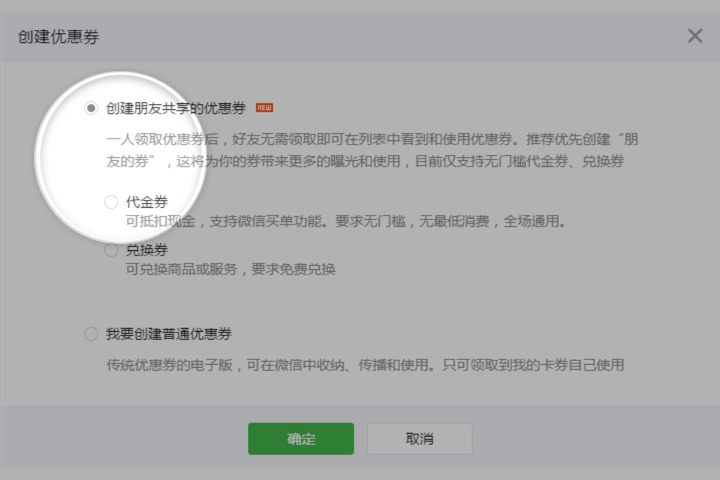 创建优惠券
创建朋友共享的优惠券 NEW
一人领取优惠券后，好友无需领取即可在列表中看到和使用优惠券。推荐优先创建“朋
友的券”，这将为你的券带来更多的曝光和使用，目前仅支持无门槛代金券、兑换券
代金券
可抵扣现金，支持微信买单功能。要求无门槛，无最低消费，全场通用。
兑换券
可兑换商品或服务，要求免费兑换
我要创建普通优惠券
传统优惠券的电子版，可在微信中收纳、传播和使用。只可领取到我的卡券自己使用
确定
取消